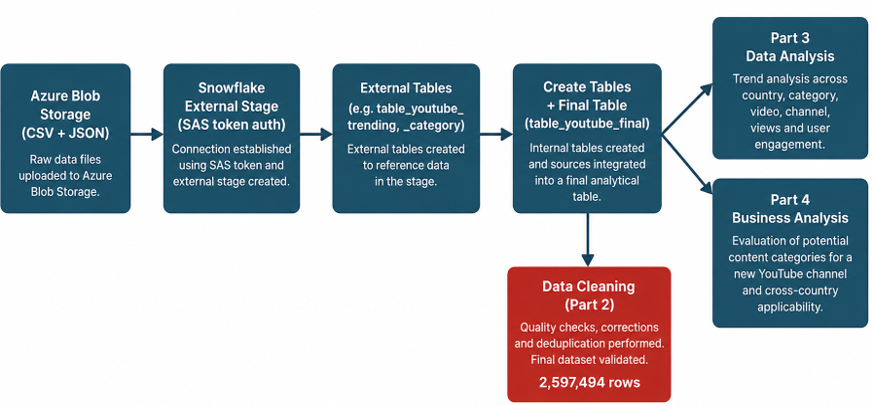 Azure Blob
Storage
(CSV + JSON)
Raw data files
uploaded to Azure
Blob Storage.
Snowflake
External Stage
(SAS token auth)
Connection established
using SAS token and
external stage created.
External Tables
(e.g. table_youtube_
trending, _category)
External tables created
to reference data
in the stage.
Create Tables
+ Final Table
(table_youtube_final)
Internal tables created
and sources integrated
into a final analytical
table.
Data Cleaning
(Part 2)
Quality checks, corrections
and deduplication performed.
Final dataset validated.
2,597,494 rows
Part 3
Data Analysis
Trend analysis across
country, category,
video, channel,
views and user
engagement.
Part 4
Business Analysis
Evaluation of potential
content categories for a
new YouTube channel
and cross-country
applicability.